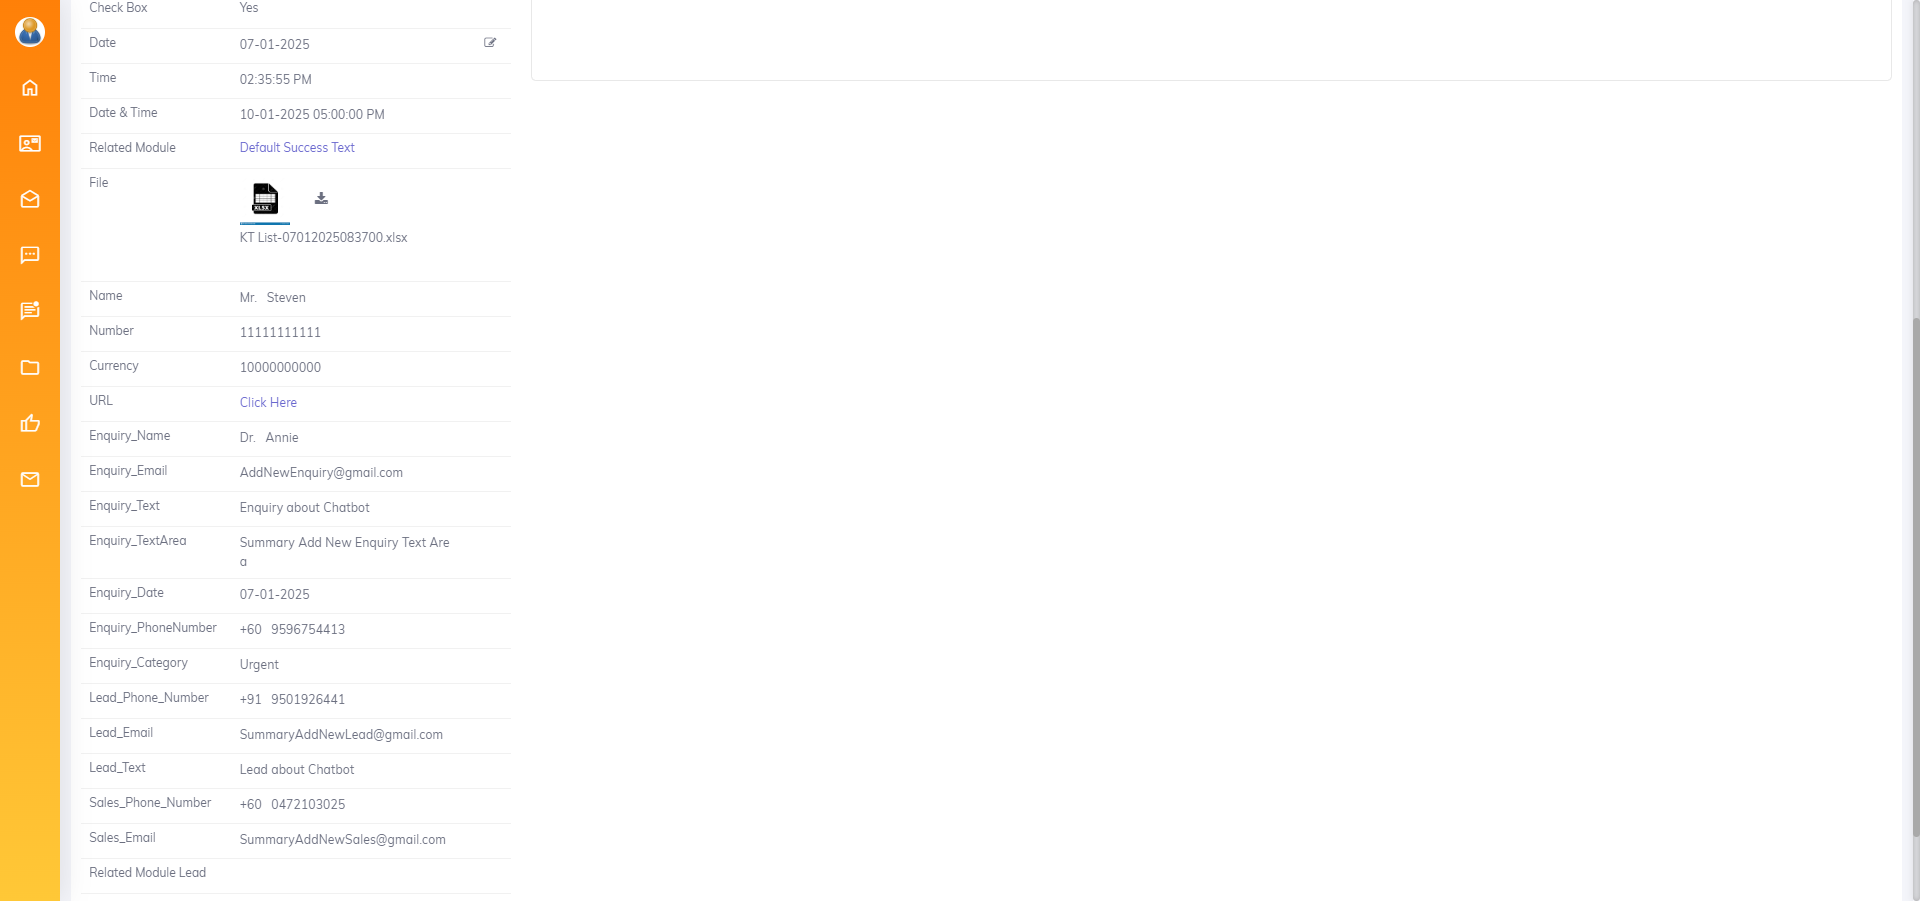 Check Box Yes
Date 07-01-2025
Time 02:35:55 PM
Date & Time 10-01-2025 05:00:00 PM
Related Module Default Success Text
File
XLSX
KT List-07012025083700.xlsx
Name Mr. Steven
Number 11111111111
Currency 10000000000
URL Click Here
Enquiry_Name Dr. Annie
Enquiry_Email AddNewEnquiry@gmail.com
Enquiry_Text Enquiry about Chatbot
Enquiry_TextArea Summary Add New Enquiry Text Are
a
Enquiry_Date 07-01-2025
Enquiry_PhoneNumber +60 9596754413
Enquiry_Category Urgent
Lead_Phone_Number +91 9501926441
Lead_Email SummaryAddNewLead@gmail.com
Lead_Text Lead about Chatbot
Sales_Phone_Number +60 0472103025
Sales_Email SummaryAddNewSales@gmail.com
Related Module Lead